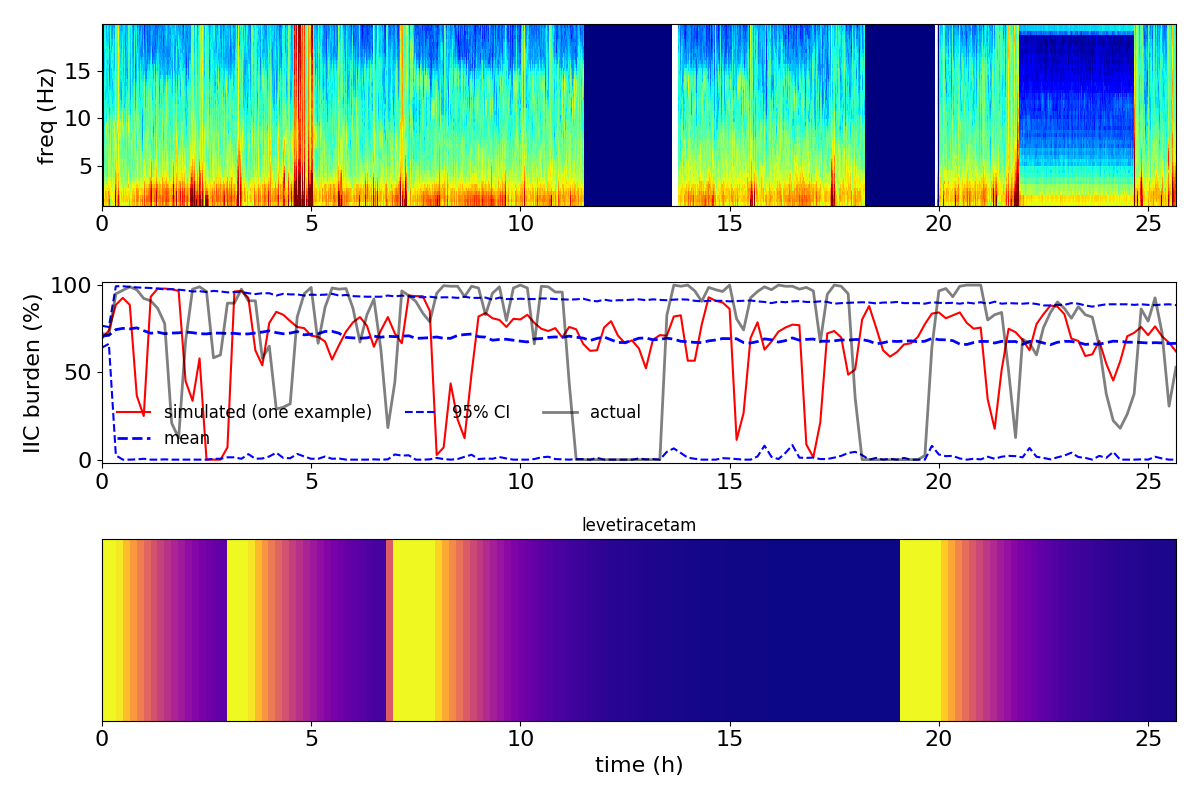 freq (Hz)
15
10
5
0 5 10 15 20 25
IIC burden (%)
100
50
0
simulated (one example) 95% CI actual
mean
0 5 10 15 20 25
levetiracetam
0 5 10 15 20 25
time (h)